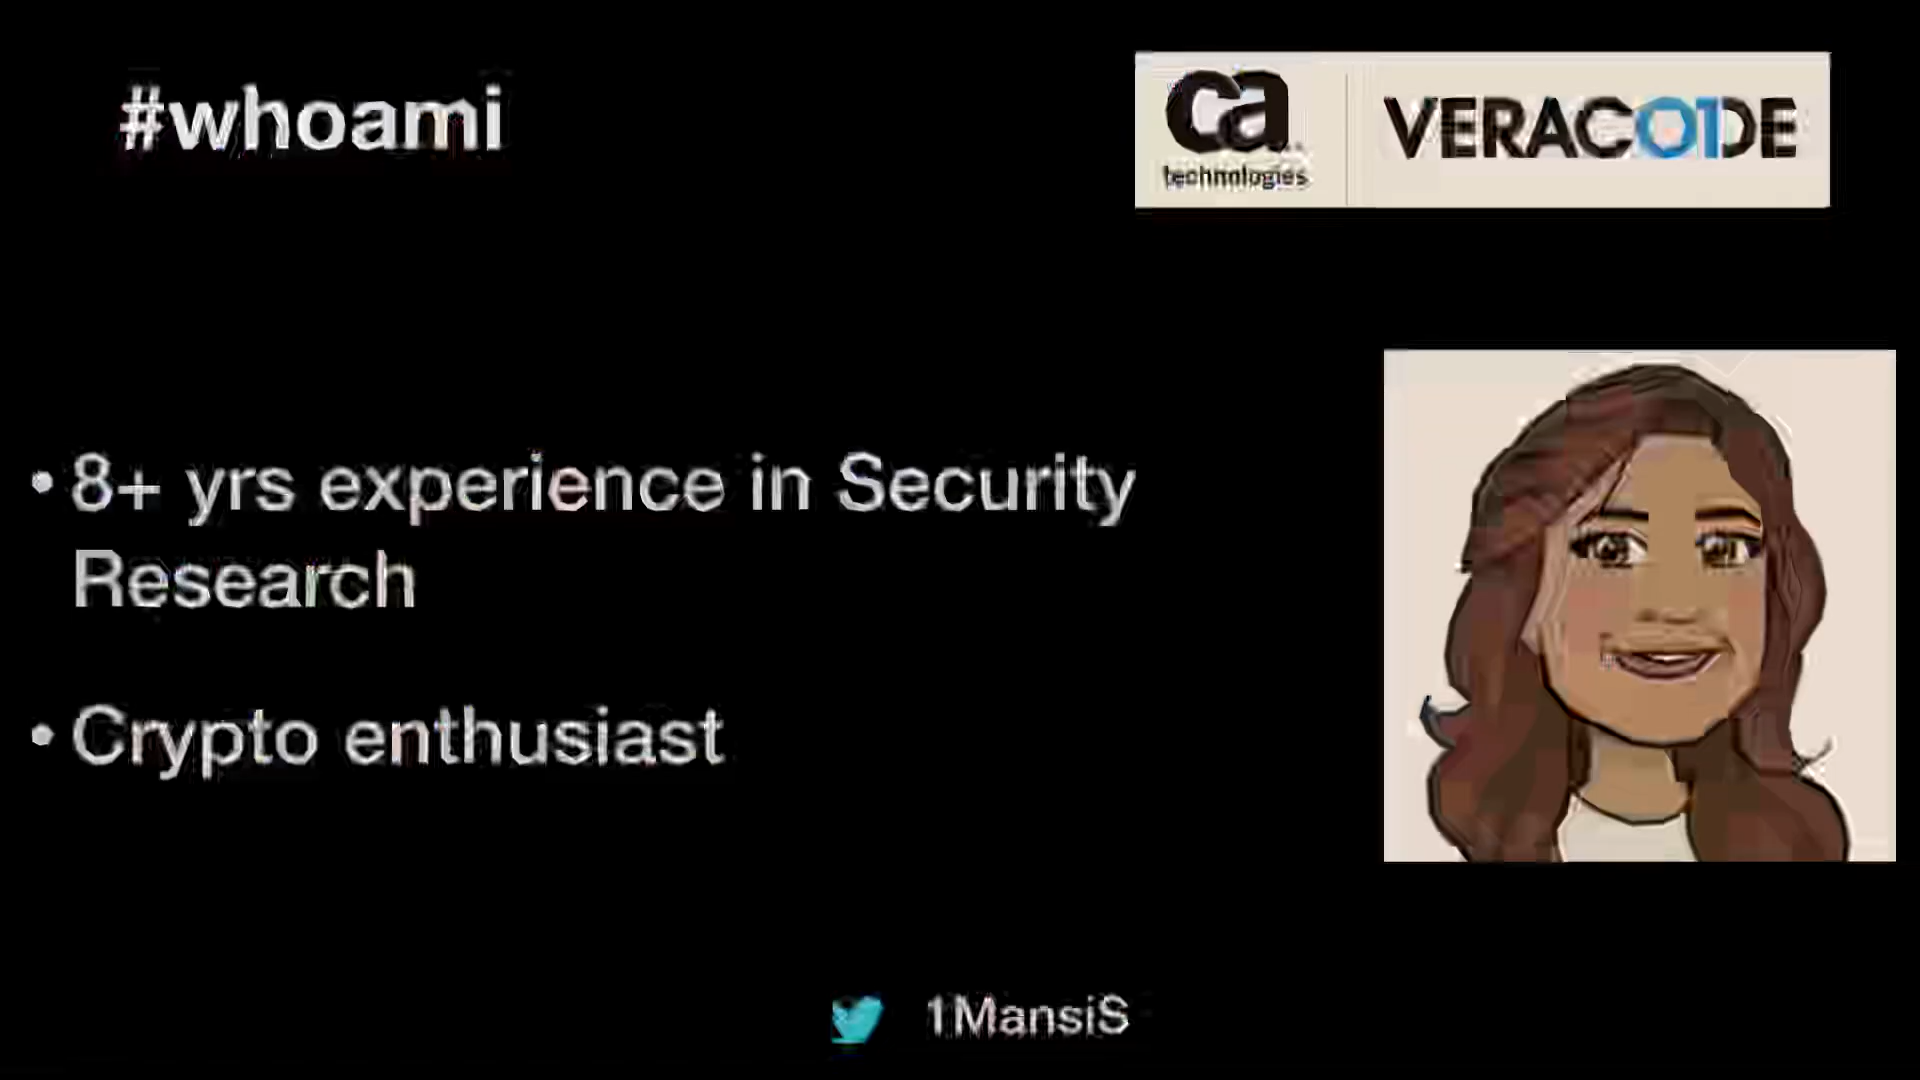 #whoami
ca
technologies
VERACODE
• 8+ yrs experience in Security
Research
• Crypto enthusiast
1MansiS